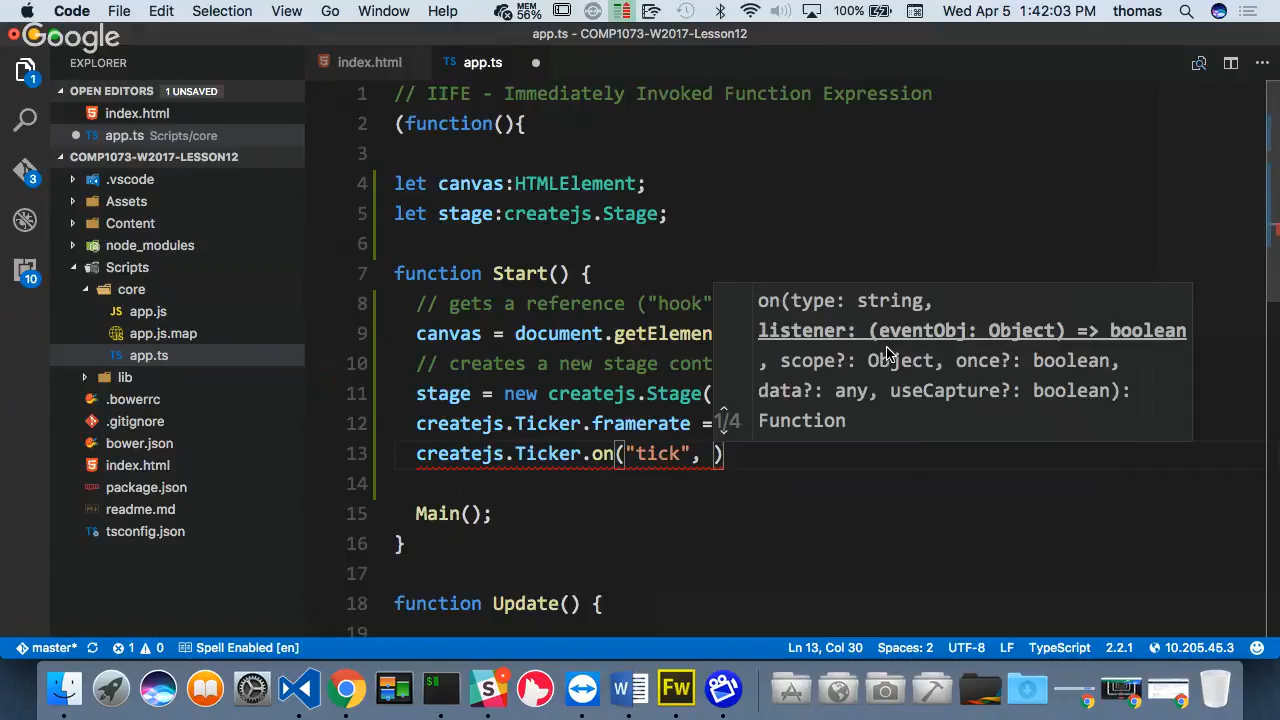 Code File Edit Selection View Go Window Help MEM 56% 100% Wed Apr 5 1:42:03 PM thomas
Google
app.ts - COMP1073-W2017-LESSON12
EXPLORER
OPEN EDITORS 1 UNSAVED
index.html
TS app.ts Scripts/core
COMP1073-W2017-LESSON12
.vscode
Assets
Content
node_modules
Scripts
core
JS app.js
app.js.map
TS app.ts
lib
.bowerrc
.gitignore
bower.json
index.html
package.json
readme.md
tsconfig.json
1
3
10
index.html TS app.ts
1 // IIFE - Immediately Invoked Function Expression
2 (function(){
3
4 let canvas:HTMLElement;
5 let stage:createjs.Stage;
6
7 function Start() {
8 // gets a reference ("hook"
9 canvas = document.getElemen
10 // creates a new stage cont
11 stage = new createjs.Stage(
12 createjs.Ticker.framerate =
13 createjs.Ticker.on("tick", )
14
15 Main();
16 }
17
18 function Update() {
19
on(type: string,
listener: (eventObj: Object) => boolean
, scope?: Object, once?: boolean,
data?: any, useCapture?: boolean):
Function
1/4
master* 1 0 Spell Enabled [en] Ln 13, Col 30 Spaces: 2 UTF-8 LF TypeScript 2.2.1 10.205.45.3
S W Fw